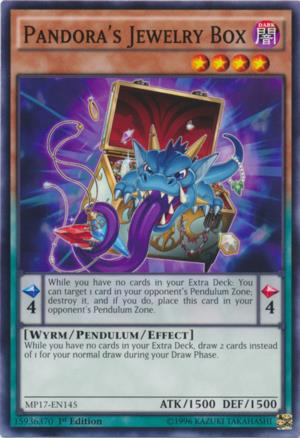 PANDORA'S JEWELRY BOX
DARK
4
4
While you have no cards in your Extra Deck: You
can target 1 card in your opponent's Pendulum Zone;
destroy it, and if you do, place this card in your
opponent's Pendulum Zone.
[WYRM/PENDULUM/EFFECT]
While you have no cards in your Extra Deck, draw 2 cards instead
of 1 for your normal draw during your Draw Phase.
MP17-EN145
ATK/1500 DEF/1500
15936370 1st Edition
©1996 KAZUKI TAKAHASHI